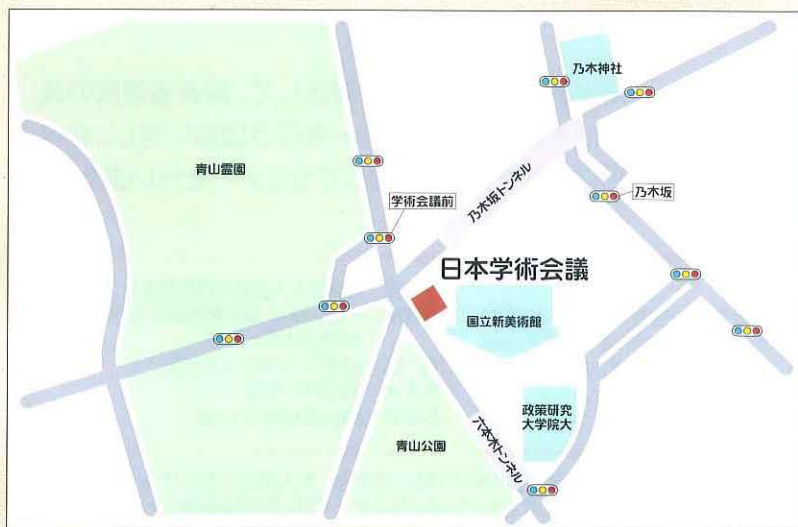 乃木神社
青山霊園
乃木坂トンネル
学術会議前
乃木坂
日本学術会議
国立新美術館
政策研究
大学院大
青山公園
六本木トンネル